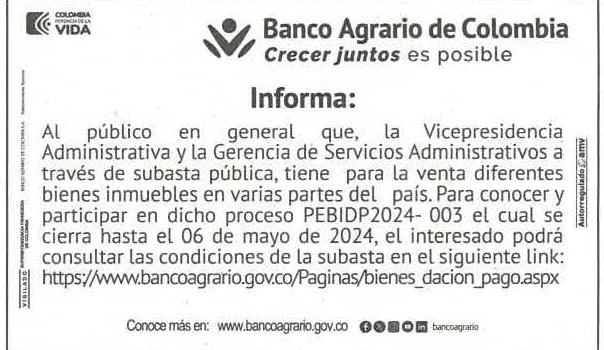 COLOMBIA
POTENCIA DE LA
VIDA
Banco Agrario de Colombia
Crecer juntos es posible
Informa:
Al público en general que, la Vicepresidencia
Administrativa y la Gerencia de Servicios Administrativos a
través de subasta pública, tiene para la venta diferentes
bienes inmuebles en varias partes del país. Para conocer y
participar en dicho proceso PEBIDP2024- 003 el cual se
cierra hasta el 06 de mayo de 2024, el interesado podrá
consultar las condiciones de la subasta en el siguiente link:
https://www.bancoagrario.gov.co/Paginas/bienes_dacion_pago.aspx
Conoce más en: www.bancoagrario.gov.co
bancoagrario
Autorregulado amv
VIGILADO SUPERINTENDENCIA FINANCIERA
DE COLOMBIA
BANCO AGRARIO DE COLOMBIA S.A.